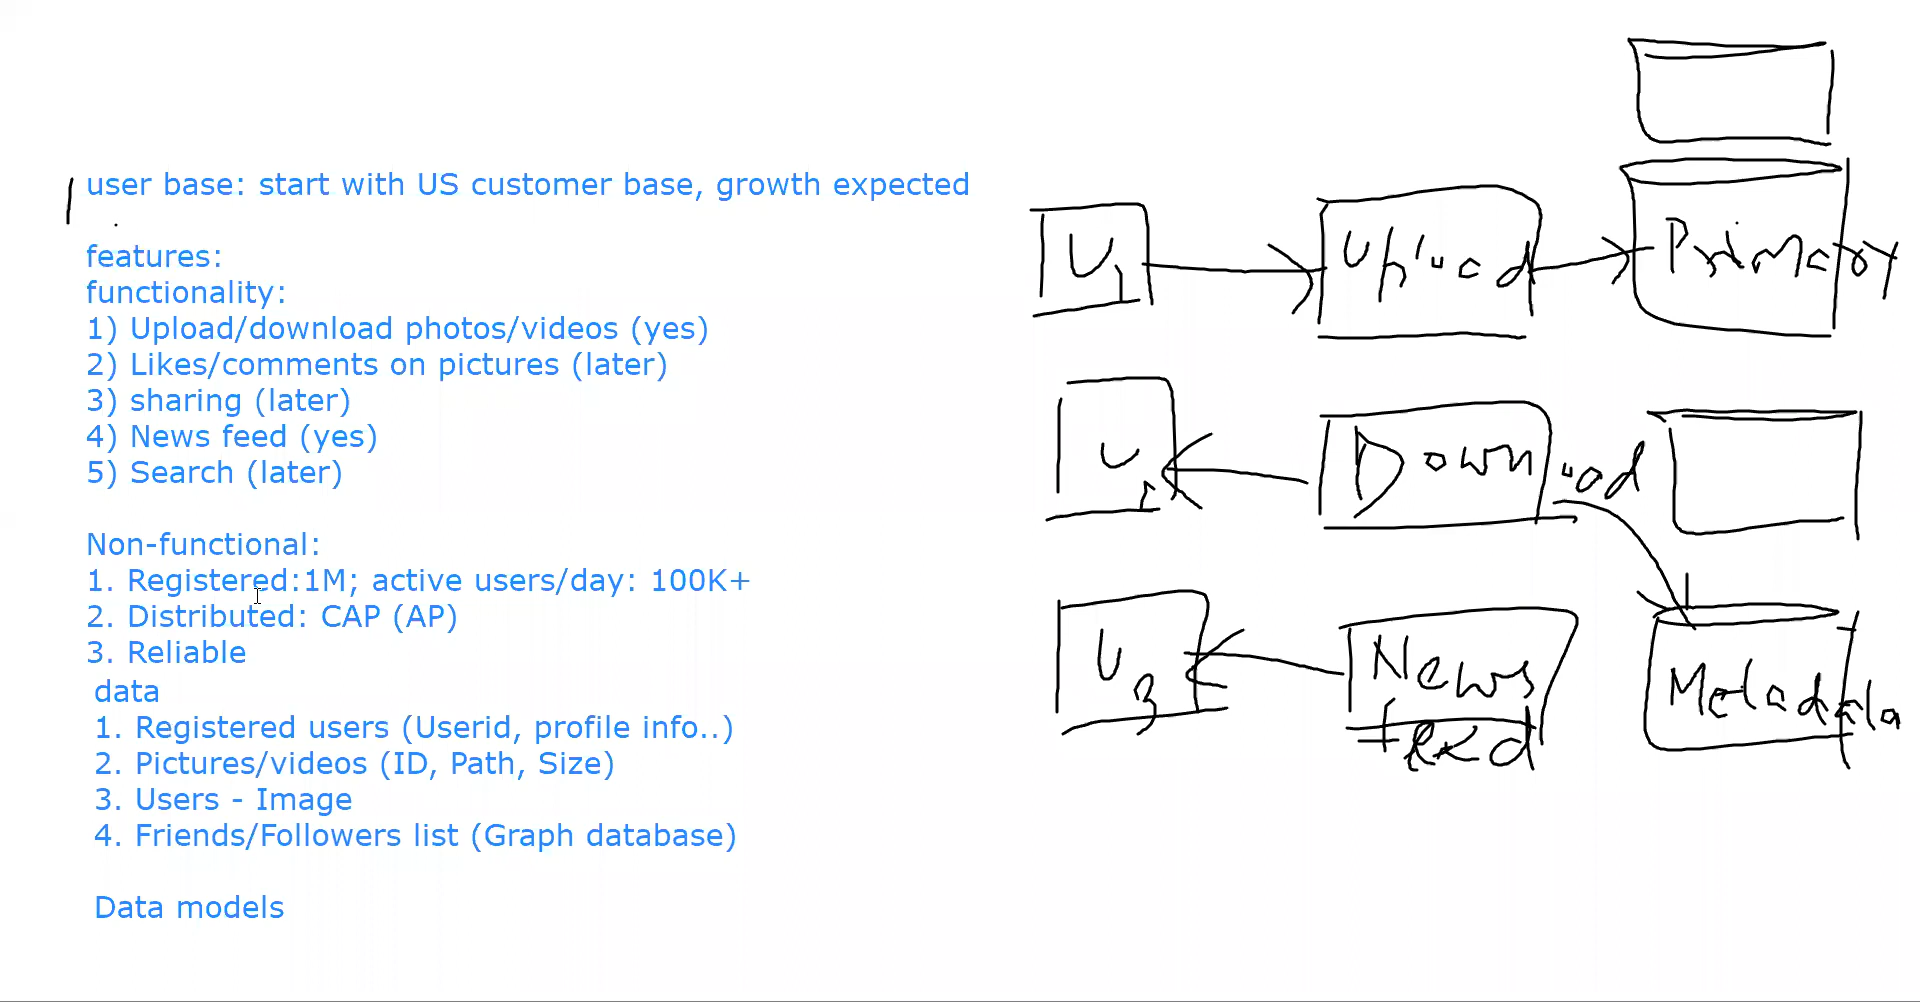 user base: start with US customer base, growth expected
features:
functionality:
1) Upload/download photos/videos (yes)
2) Likes/comments on pictures (later)
3) sharing (later)
4) News feed (yes)
5) Search (later)
Non-functional:
1. Registered:1M; active users/day: 100K+
2. Distributed: CAP (AP)
3. Reliable
data
1. Registered users (Userid, profile info..)
2. Pictures/videos (ID, Path, Size)
3. Users - Image
4. Friends/Followers list (Graph database)
Data models
U1
Upload
Primary
U
Download
U3
News
feed
Metadata